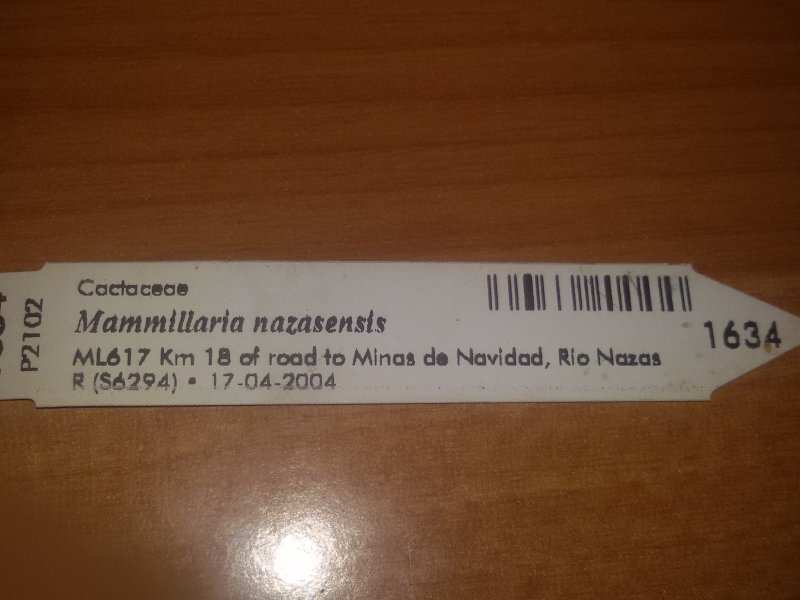 Cactaceae
Mammillaria nazasensis
ML617 Km 18 of road to Minas de Navidad, Rio Nazas
R (S6294) • 17-04-2004
1634
P2102